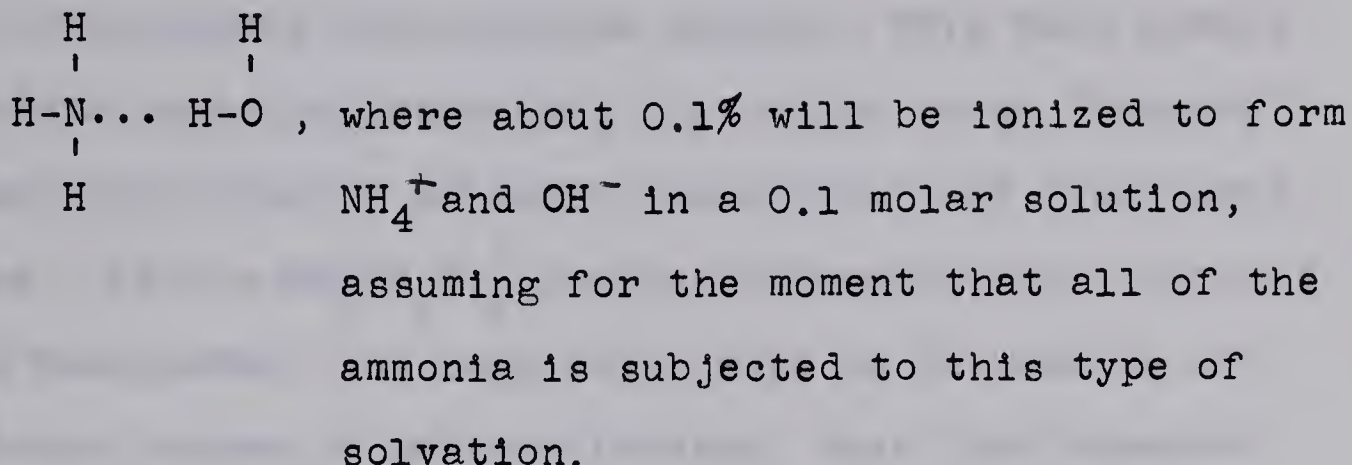 H H
H-N... H-O , where about 0.1% will be ionized to form
H NH₄⁺ and OH⁻ in a 0.1 molar solution,
assuming for the moment that all of the
ammonia is subjected to this type of
solvation.